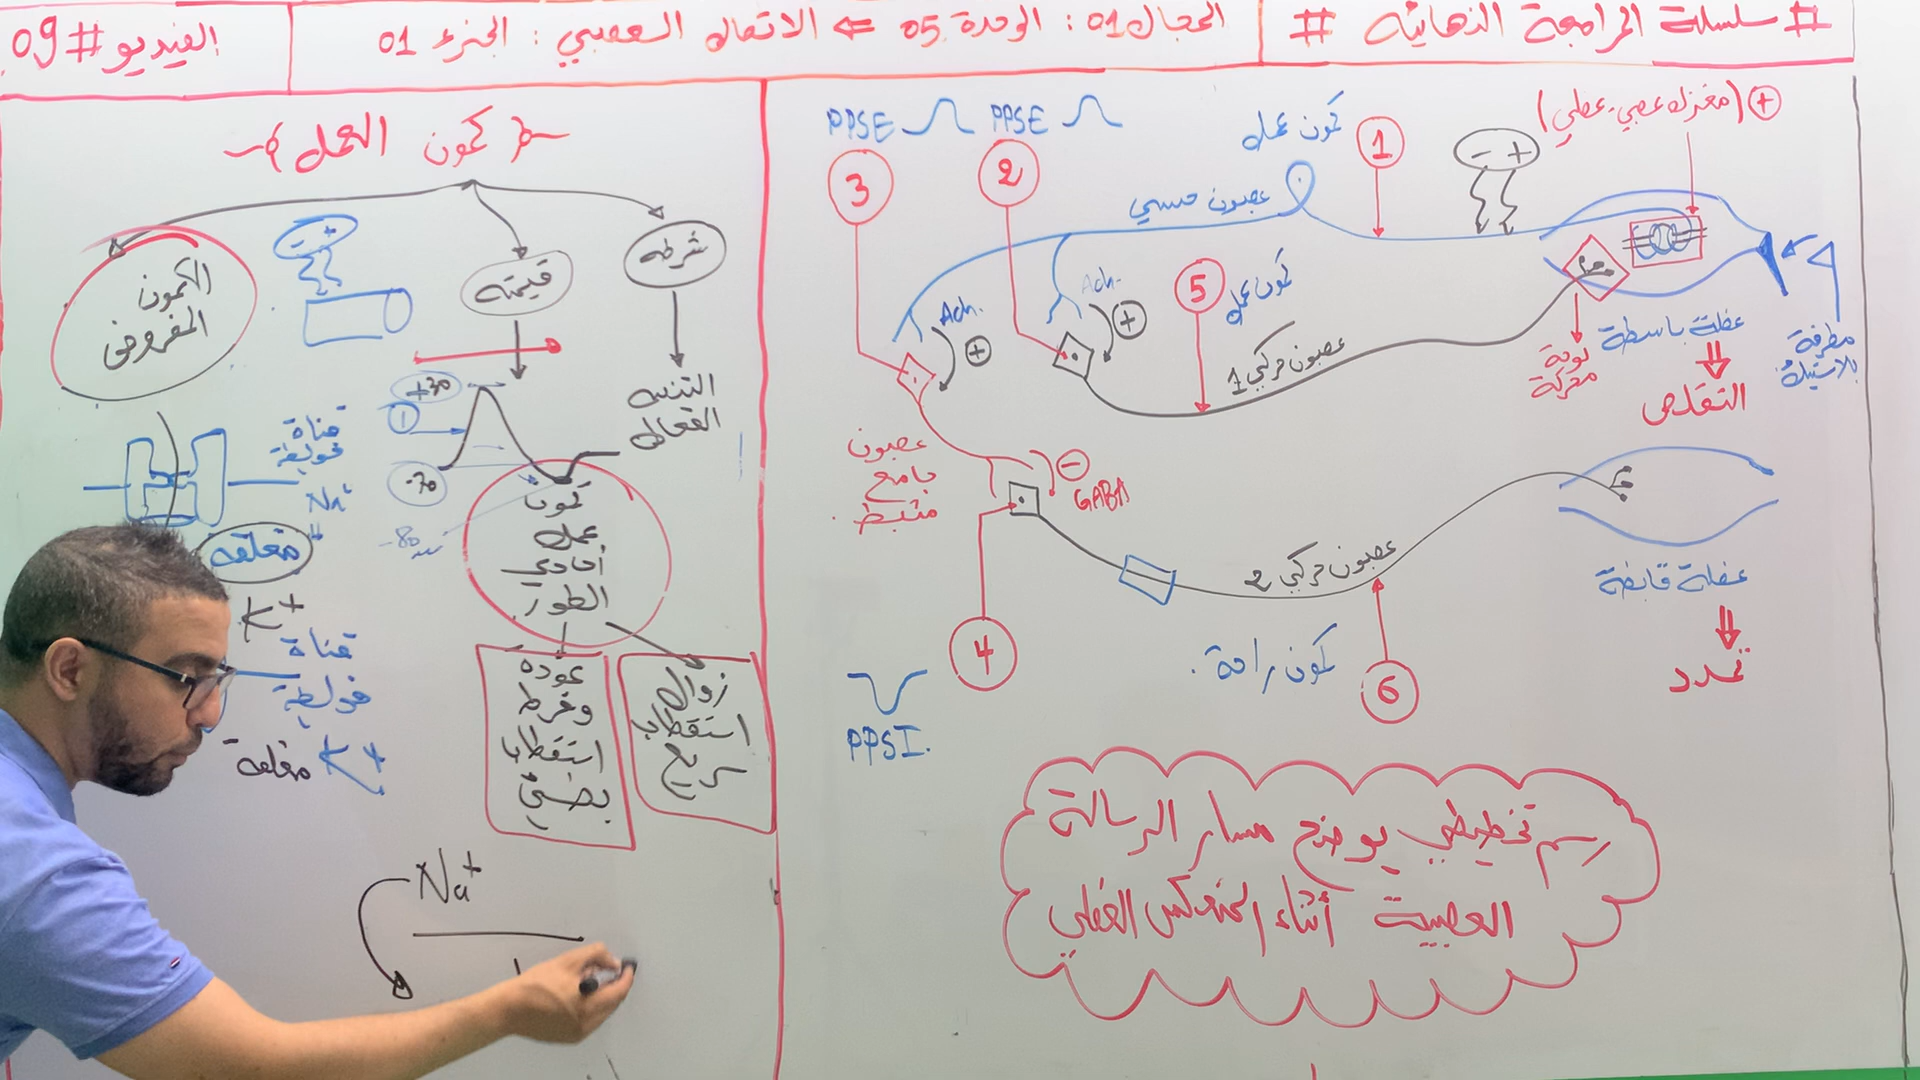 # سلسلة المراجعة النهائية #
المجال 01 : الوحدة 05 ⇐ الاتصال العصبي : الجزء 01
الفيديو # 09
كمون العمل
شرطه
قيمته
الكمون
المفروض
- +
التنبيه
الفعال
+30
1
-70
-80
كمون
عمل
أحادي
الطور
زوال
استقطاب
سريع
عودة
وفرط
استقطاب
بطيئ
قناة
فولطية
Na+
مغلقة
K+
قناة
فولطية
K+ مغلقة
Na+
PPSE
PPSE
3
2
كمون عمل
1
- +
(مغزل عصبي-عضلي) +
عصبون حسي
Ach.
+
Ach.
+
5
كمون عمل
عصبون حركي 1
لوحة
محركة
عضلة باسطة
⇓
التقلص
مطرقة
بلاستيكية
عصبون
جامع
مثبط
-
GABA
4
عصبون حركي 2
6
كمون راحة
عضلة قابضة
⇓
تمدد
PPSI
رسم تخطيطي يوضح مسار الرسالة
العصبية أثناء المنعكس العضلي